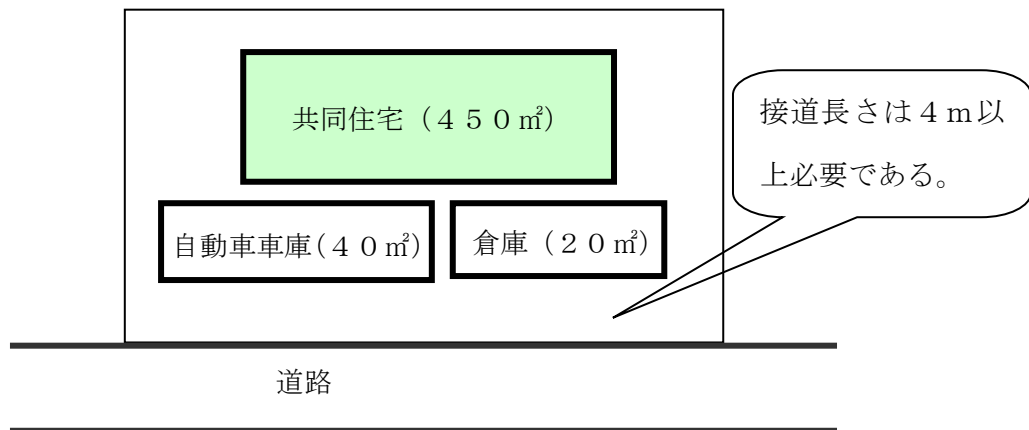 共同住宅（４５０㎡）
接道長さは４ｍ以
上必要である。
自動車車庫(４０㎡)
倉庫（２０㎡）
道路